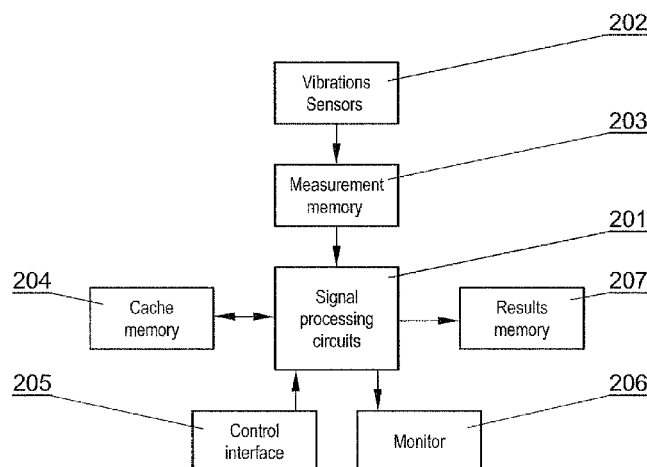 202
Vibrations
Sensors
203
Measurement
memory
201
204
207
Cache
memory
Signal
processing
circuits
Results
memory
205
206
Control
interface
Monitor